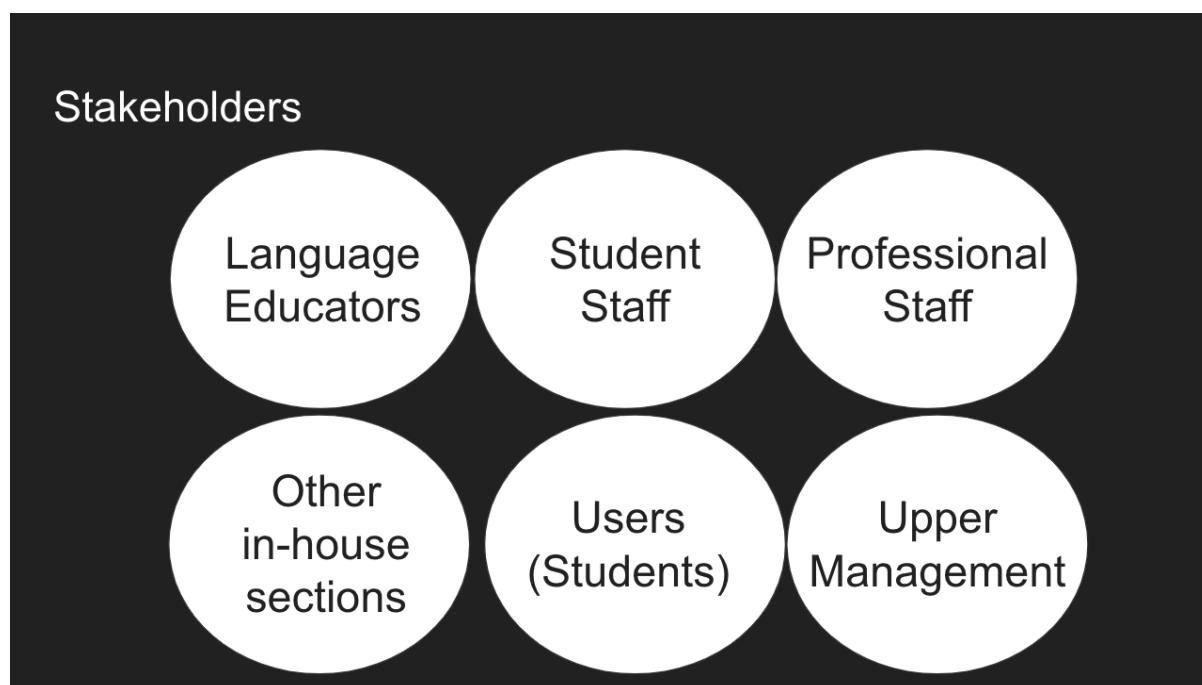 Stakeholders
Language
Educators
Student
Staff
Professional
Staff
Other
in-house
sections
Users
(Students)
Upper
Management